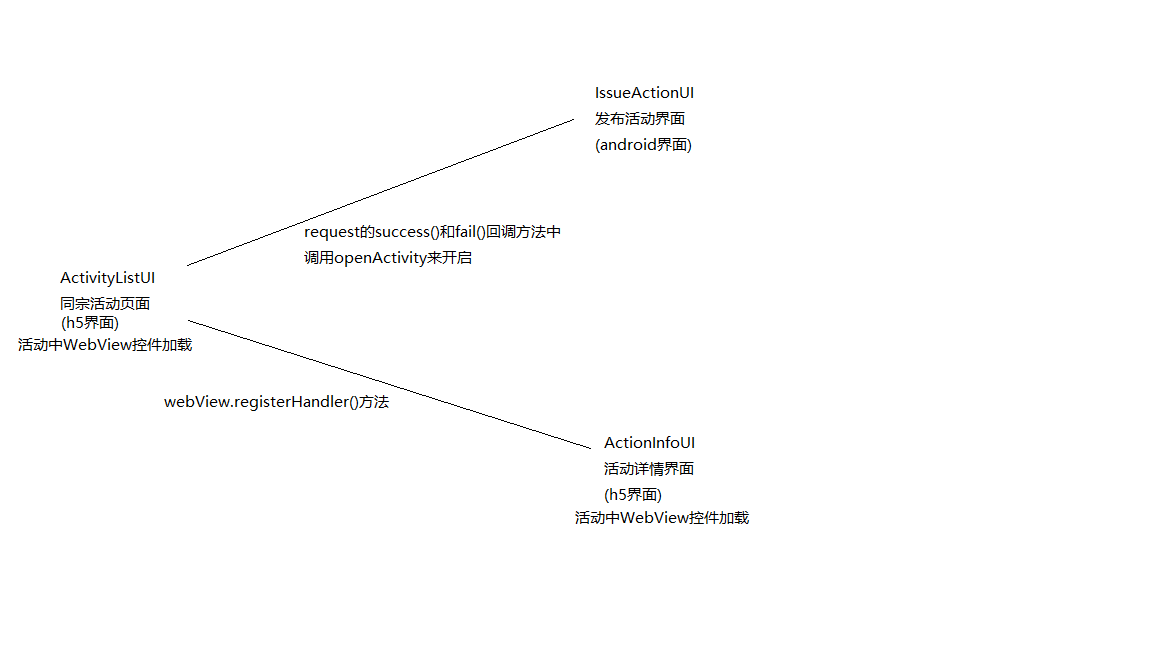 IssueActionUI
发布活动界面
(android界面)
request的success()和fail()回调方法中
调用openActivity来开启
ActivityListUI
同宗活动页面
(h5界面)
活动中WebView控件加载
webView.registerHandler()方法
ActionInfoUI
活动详情界面
(h5界面)
活动中WebView控件加载